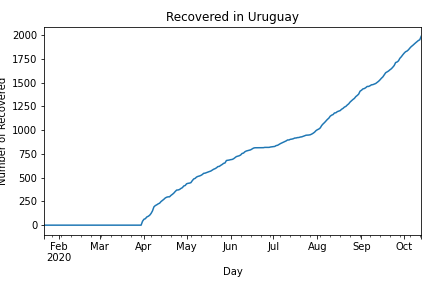 Recovered in Uruguay
2000
1750
1500
1250
1000
750
500
250
0
Number of Recovered
Feb Mar Apr May Jun Jul Aug Sep Oct
2020
Day